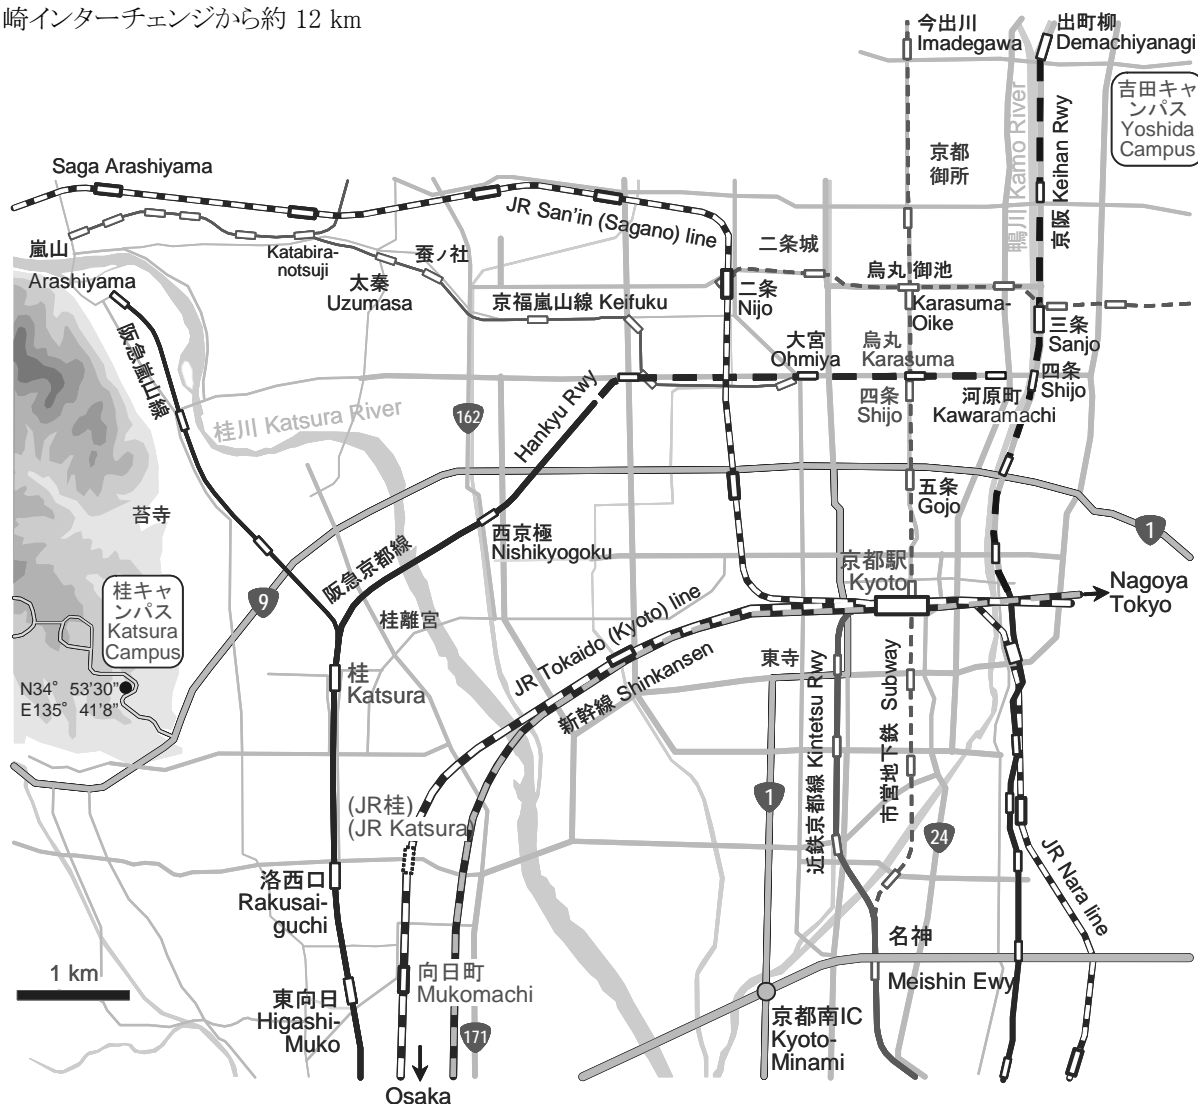 崎インターチェンジから約 12 km
今出川
Imadegawa
出町柳
Demachiyanagi
吉田キャ
ンパス
Yoshida
Campus
鴨川 Kamo River
京阪 Keihan Rwy
京都
御所
Saga Arashiyama
JR San'in (Sagano) line
嵐山
Arashiyama
Katabira-
notsuji
太秦
Uzumasa
蚕ノ社
京福嵐山線 Keifuku
二条城
二条
Nijo
烏丸御池
Karasuma-
Oike
三条
Sanjo
大宮
Ohmiya
烏丸
Karasuma
四条
Shijo
河原町
Kawaramachi
四条
Shijo
阪急嵐山線
桂川 Katsura River
162
Hankyu Rwy
五条
Gojo
1
苔寺
西京極
Nishikyogoku
阪急京都線
京都駅
Kyoto
Nagoya
Tokyo
桂キャ
ンパス
Katsura
Campus
9
桂離宮
JR Tokaido (Kyoto) line
新幹線 Shinkansen
東寺
桂
Katsura
N34° 53'30"
E135° 41'8"
近鉄京都線 Kintetsu Rwy
市営地下鉄 Subway
(JR桂)
(JR Katsura)
1
24
JR Nara line
洛西口
Rakusai-
guchi
名神
Meishin Ewy
1 km
向日町
Mukomachi
東向日
Higashi-
Muko
171
京都南IC
Kyoto-
Minami
Osaka